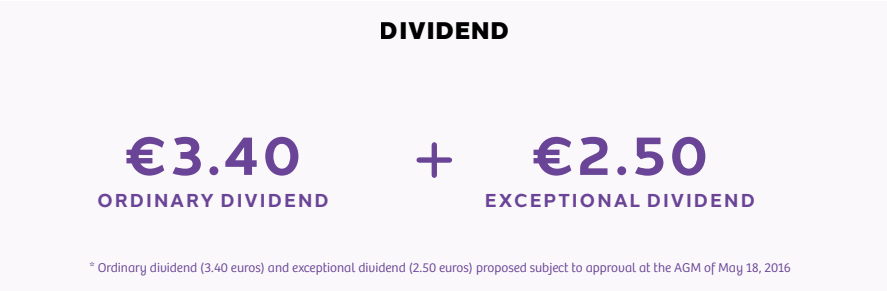 DIVIDEND
€3.40 + €2.50
ORDINARY DIVIDEND EXCEPTIONAL DIVIDEND
* Ordinary dividend (3.40 euros) and exceptional dividend (2.50 euros) proposed subject to approval at the AGM of May 18, 2016